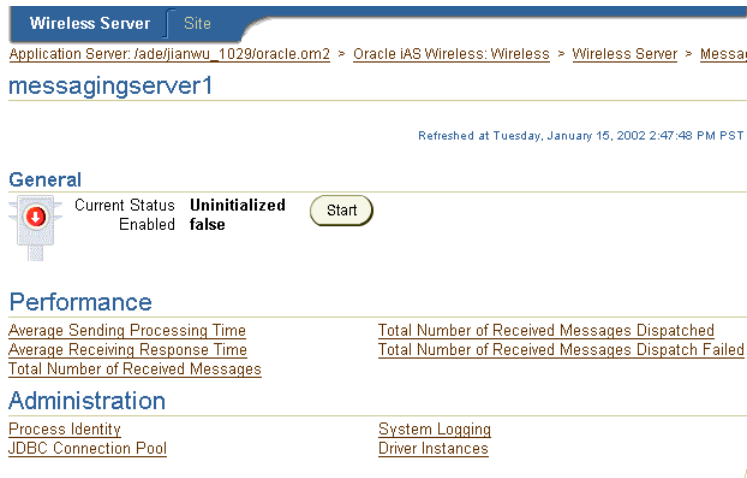 Wireless Server Site
Application Server: /ade/jianwu_1029/oracle.om2 > Oracle iAS Wireless: Wireless > Wireless Server > Messag
messagingserver1
Refreshed at Tuesday, January 15, 2002 2:47:48 PM PST
General
Current Status Uninitialized Start
Enabled false
Performance
Average Sending Processing Time Total Number of Received Messages Dispatched
Average Receiving Response Time Total Number of Received Messages Dispatch Failed
Total Number of Received Messages
Administration
Process Identity System Logging
JDBC Connection Pool Driver Instances